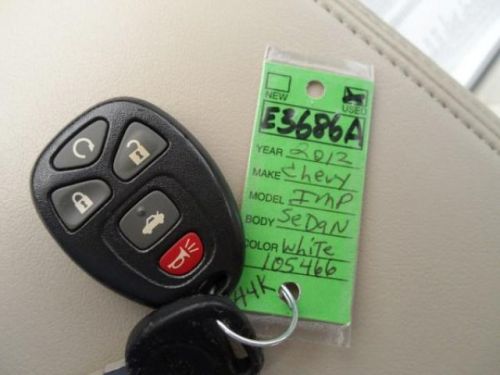 NEW USED
E3686A
YEAR 2012
MAKE Chevy
MODEL IMP
BODY SeDaN
COLOR white
105466
44K